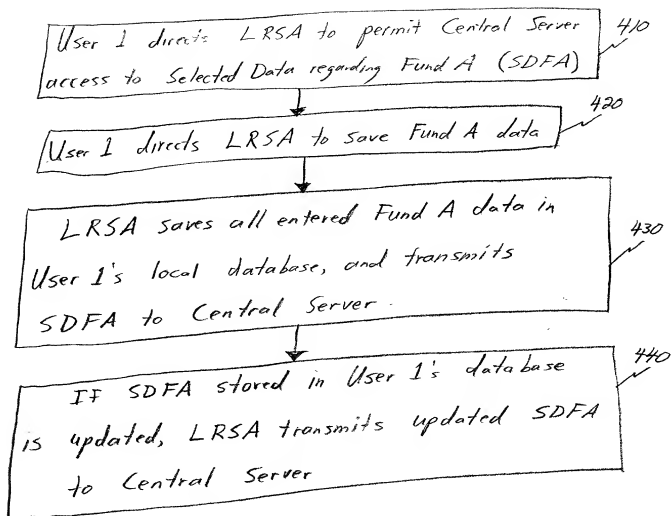 User 1 directs LRSA to permit Central Server
access to Selected Data regarding Fund A (SDFA)
410
User 1 directs LRSA to save Fund A data
420
LRSA saves all entered Fund A data in
User 1's local database, and transmits
SDFA to Central Server.
430
If SDFA stored in User 1's database
is updated, LRSA transmits updated SDFA
to Central Server
440